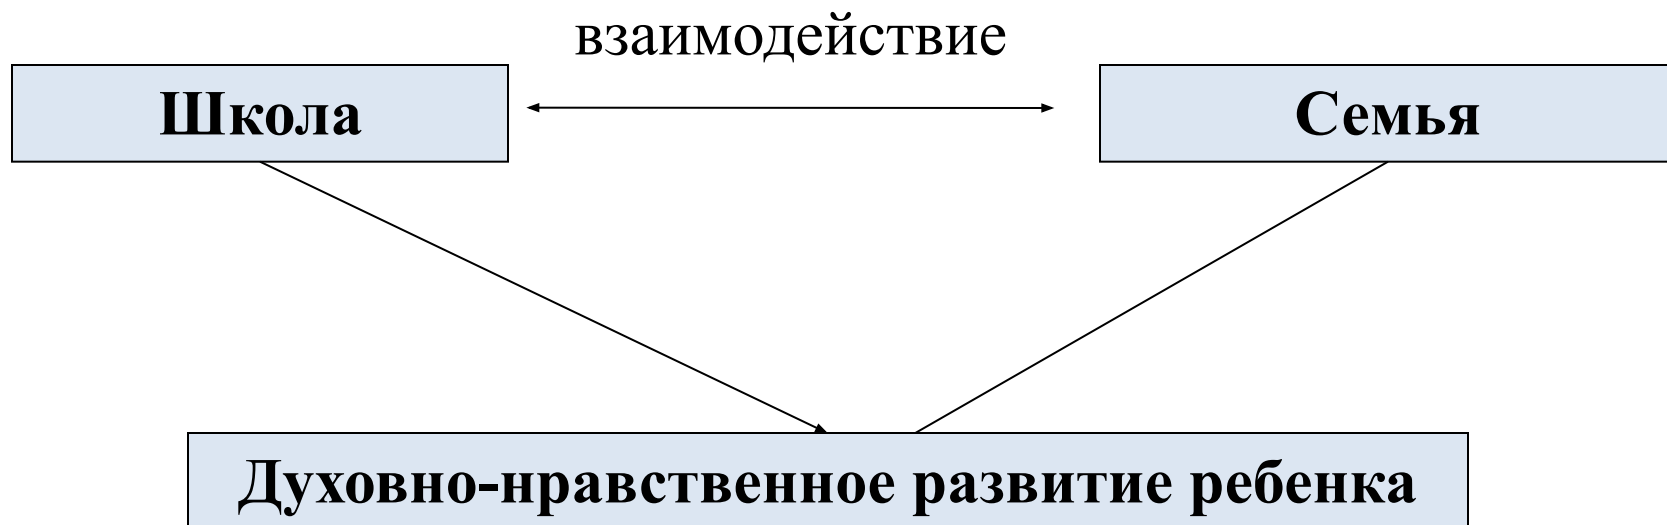 взаимодействие
Школа
Семья
Духовно-нравственное развитие ребенка